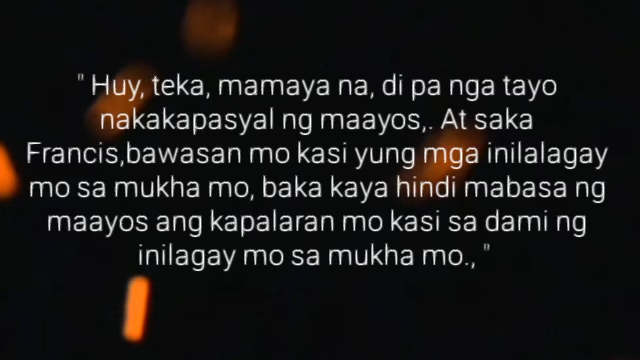 " Huy, teka, mamaya na, di pa nga tayo
nakakapasyal ng maayos,. At saka
Francis,bawasan mo kasi yung mga inilalagay
mo sa mukha mo, baka kaya hindi mabasa ng
maayos ang kapalaran mo kasi sa dami ng
inilagay mo sa mukha mo., "